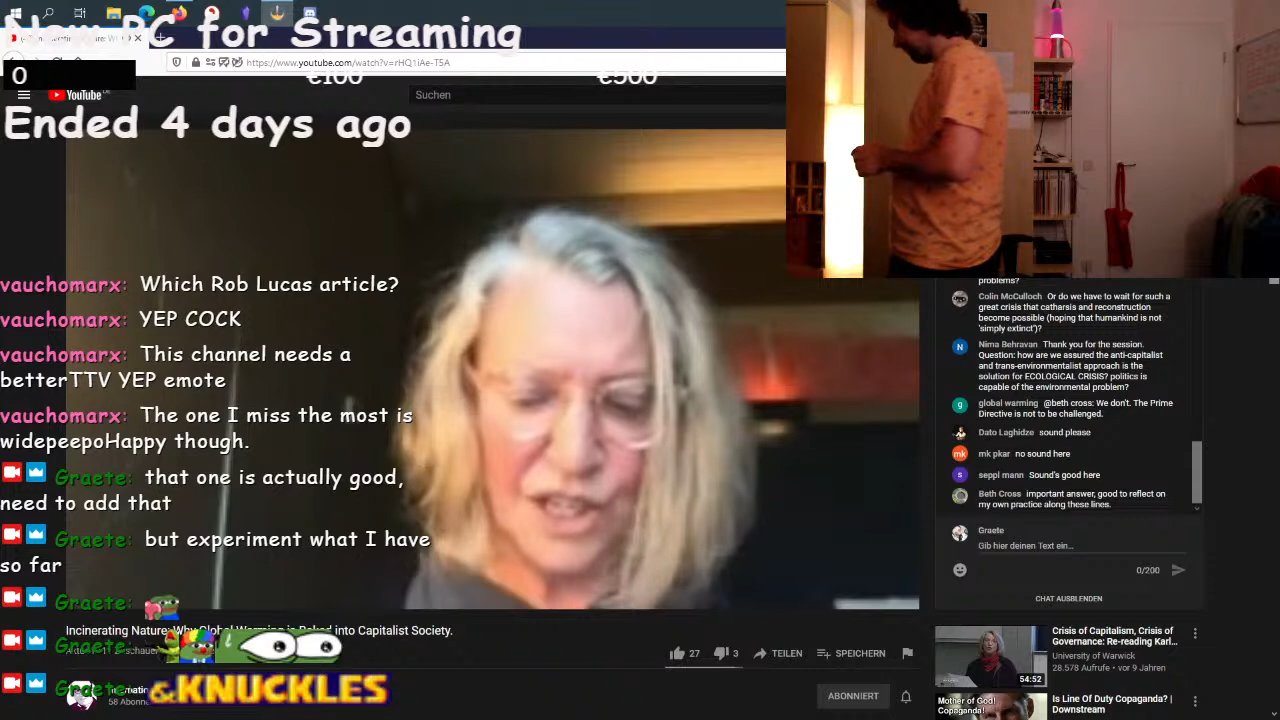 New PC for Streaming
0
https://www.youtube.com/watch?v=rHQ1iAe-T5A
€100
€500
YouTube
Suchen
Ended 4 days ago
vauchomarx: Which Rob Lucas article?
vauchomarx: YEP COCK
vauchomarx: This channel needs a
betterTTV YEP emote
vauchomarx: The one I miss the most is
widepeepoHappy though.
Graete: that one is actually good,
need to add that
Graete: but experiment what I have
so far
Graete:
Graete:
Graete: &KNUCKLES
Incinerating Nature: Why Global Warming is Baked into Capitalist Society.
58 Abonne
27
3
TEILEN
SPEICHERN
ABONNIERT
problems?
Colin McCulloch Or do we have to wait for such a
great crisis that catharsis and reconstruction
become possible (hoping that humankind is not
'simply extinct')?
Nima Behravan Thank you for the session.
Question: how are we assured the anti-capitalist
and trans-environmentalist approach is the
solution for ECOLOGICAL CRISIS? politics is
capable of the environmental problem?
global warming @beth cross: We don't. The Prime
Directive is not to be challenged.
Dato Laghidze sound please
mk pkar no sound here
seppl mann Sound's good here
Beth Cross important answer, good to reflect on
my own practice along these lines.
Graete
Gib hier deinen Text ein...
0/200
CHAT AUSBLENDEN
Crisis of Capitalism, Crisis of
Governance: Re-reading Karl...
University of Warwick
28.578 Aufrufe • vor 9 Jahren
54:52
Mother of God!
Copaganda!
Is Line Of Duty Copaganda? |
Downstream